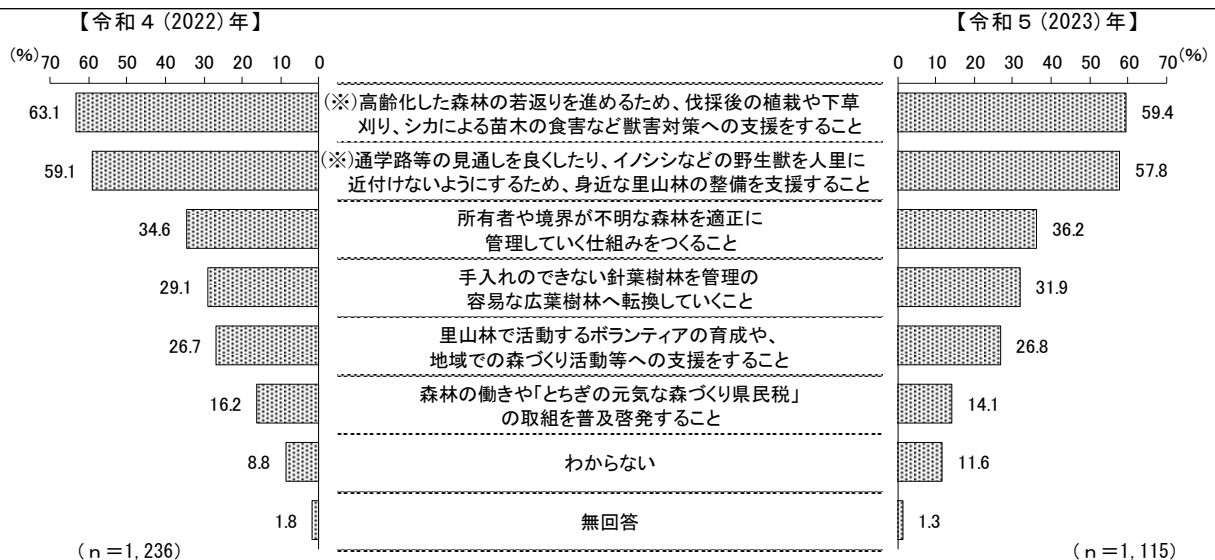 【令和４(2022)年】
【令和５(2023)年】
(%) 70 60 50 40 30 20 10 0
0 10 20 30 40 50 60 70 (%)
63.1
(※)高齢化した森林の若返りを進めるため、伐採後の植栽や下草
刈り、シカによる苗木の食害など獣害対策への支援をすること
59.4
59.1
(※)通学路等の見通しを良くしたり、イノシシなどの野生獣を人里に
近付けないようにするため、身近な里山林の整備を支援すること
57.8
34.6
所有者や境界が不明な森林を適正に
管理していく仕組みをつくること
36.2
29.1
手入れのできない針葉樹林を管理の
容易な広葉樹林へ転換していくこと
31.9
26.7
里山林で活動するボランティアの育成や、
地域での森づくり活動等への支援をすること
26.8
16.2
森林の働きや「とちぎの元気な森づくり県民税」
の取組を普及啓発すること
14.1
8.8
わからない
11.6
1.8
無回答
1.3
(ｎ＝1,236)
(ｎ＝1,115)